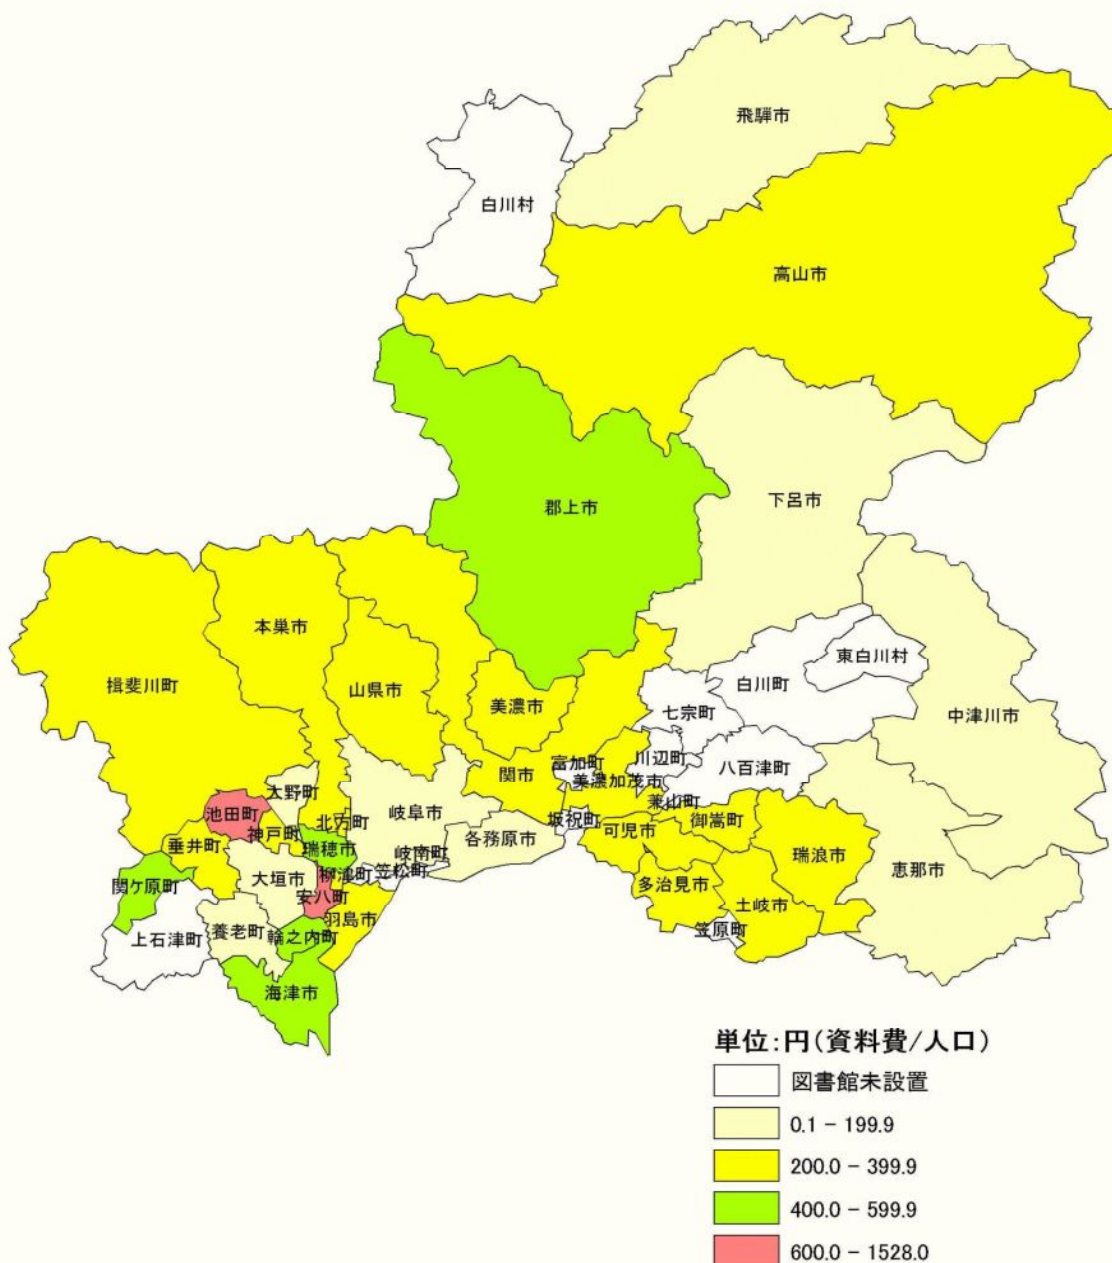 飛騨市
白川村
高山市
郡上市
下呂市
本巣市
東白川村
揖斐川町
山県市
白川町
美濃市
七宗町
中津川市
川辺町
富加町
八百津町
関市
美濃加茂市
大野町
兼山町
池田町
岐阜市
北方町
坂祝町
御嵩町
神戸町
可児市
各務原市
垂井町
瑞穂市
岐南町
瑞浪市
笠松町
恵那市
大垣市
柳津町
関ケ原町
多治見市
安八町
土岐市
羽島市
笠原町
養老町
上石津町
輪之内町
海津市
単位:円(資料費/人口)
図書館未設置
0.1 - 199.9
200.0 - 399.9
400.0 - 599.9
600.0 - 1528.0